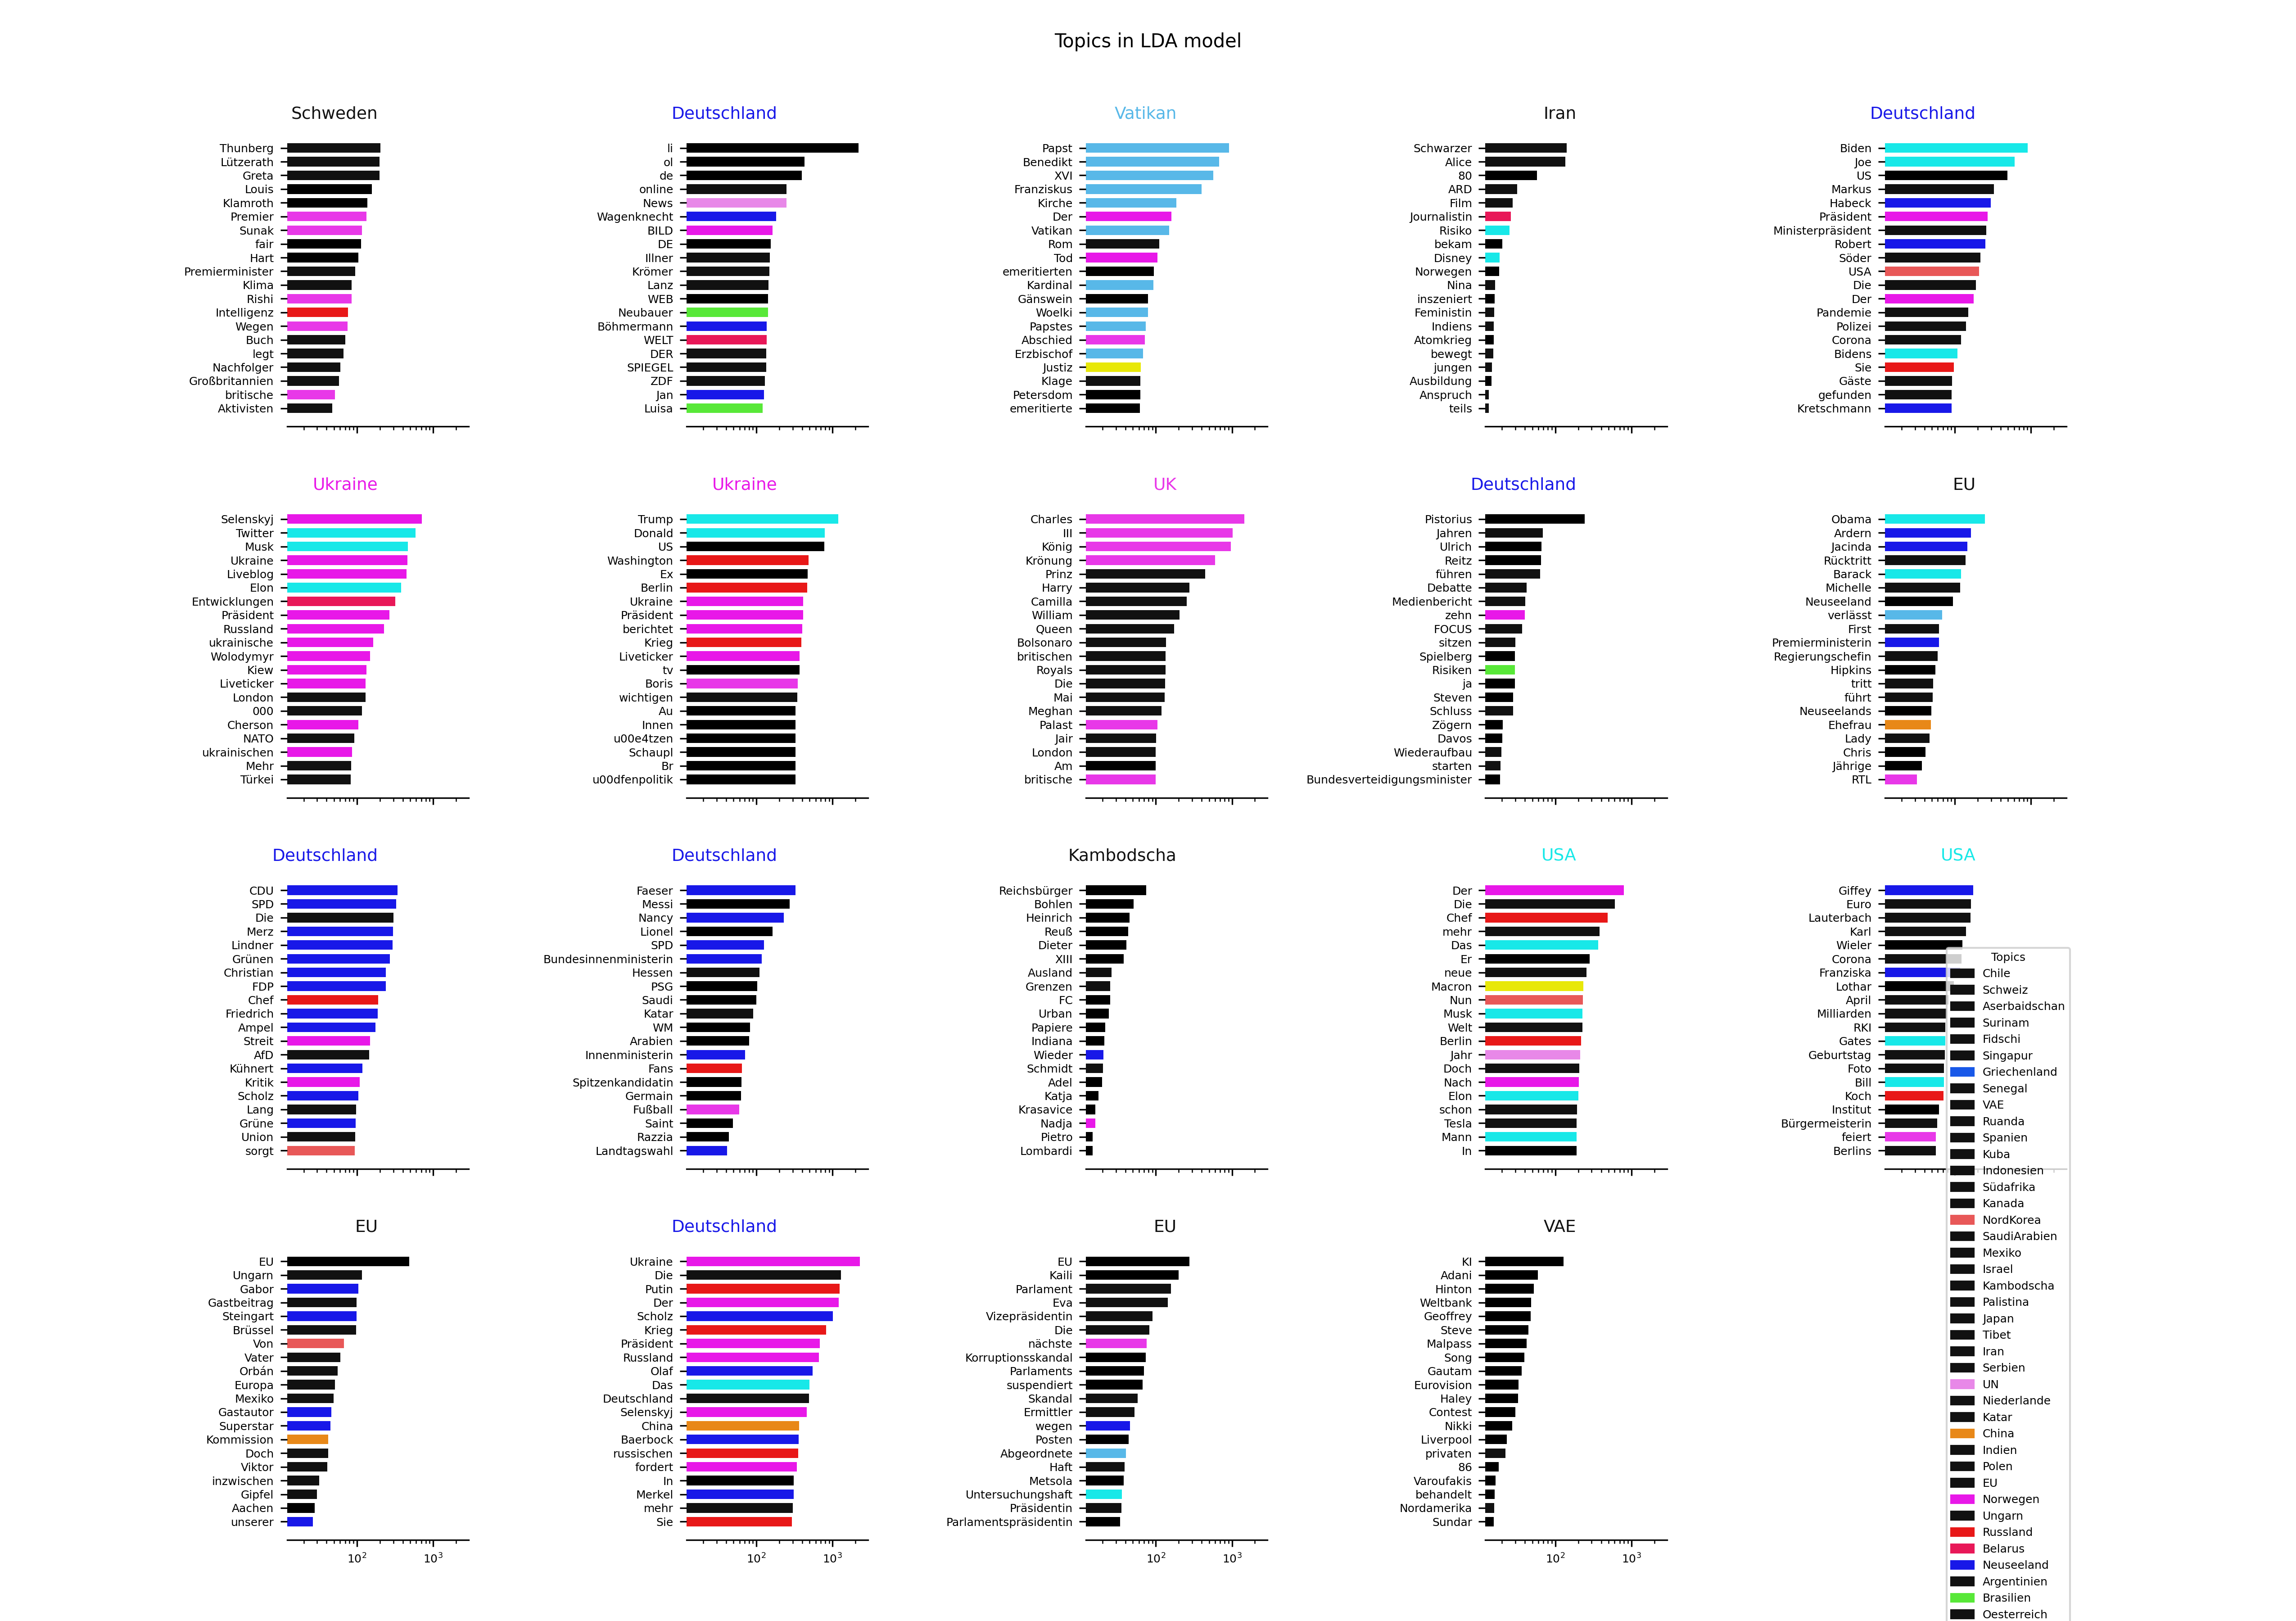 Topics in LDA model
Schweden
Thunberg
Lützerath
Greta
Louis
Klamroth
Premier
Sunak
fair
Hart
Premierminister
Klima
Rishi
Intelligenz
Wegen
Buch
legt
Nachfolger
Großbritannien
britische
Aktivisten
Deutschland
li
ol
de
online
News
Wagenknecht
BILD
DE
Illner
Krömer
Lanz
WEB
Neubauer
Böhmermann
WELT
DER
SPIEGEL
ZDF
Jan
Luisa
Vatikan
Papst
Benedikt
XVI
Franziskus
Kirche
Der
Vatikan
Rom
Tod
emeritierten
Kardinal
Gänswein
Woelki
Papstes
Abschied
Erzbischof
Justiz
Klage
Petersdom
emeritierte
Iran
Schwarzer
Alice
80
ARD
Film
Journalistin
Risiko
bekam
Disney
Norwegen
Nina
inszeniert
Feministin
Indiens
Atomkrieg
bewegt
jungen
Ausbildung
Anspruch
teils
Deutschland
Biden
Joe
US
Markus
Habeck
Präsident
Ministerpräsident
Robert
Söder
USA
Die
Der
Pandemie
Polizei
Corona
Bidens
Sie
Gäste
gefunden
Kretschmann
Ukraine
Selenskyj
Twitter
Musk
Ukraine
Liveblog
Elon
Entwicklungen
Präsident
Russland
ukrainische
Wolodymyr
Kiew
Liveticker
London
000
Cherson
NATO
ukrainischen
Mehr
Türkei
Ukraine
Trump
Donald
US
Washington
Ex
Berlin
Ukraine
Präsident
berichtet
Krieg
Liveticker
tv
Boris
wichtigen
Au
Innen
u00e4tzen
Schaupl
Br
u00dfenpolitik
UK
Charles
III
König
Krönung
Prinz
Harry
Camilla
William
Queen
Bolsonaro
britischen
Royals
Die
Mai
Meghan
Palast
Jair
London
Am
britische
Deutschland
Pistorius
Jahren
Ulrich
Reitz
führen
Debatte
Medienbericht
zehn
FOCUS
sitzen
Spielberg
Risiken
ja
Steven
Schluss
Zögern
Davos
Wiederaufbau
starten
Bundesverteidigungsminister
EU
Obama
Ardern
Jacinda
Rücktritt
Barack
Michelle
Neuseeland
verlässt
First
Premierministerin
Regierungschefin
Hipkins
tritt
führt
Neuseelands
Ehefrau
Lady
Chris
Jährige
RTL
Deutschland
CDU
SPD
Die
Merz
Lindner
Grünen
Christian
FDP
Chef
Friedrich
Ampel
Streit
AfD
Kühnert
Kritik
Scholz
Lang
Grüne
Union
sorgt
Deutschland
Faeser
Messi
Nancy
Lionel
SPD
Bundesinnenministerin
Hessen
PSG
Saudi
Katar
WM
Arabien
Innenministerin
Fans
Spitzenkandidatin
Germain
Fußball
Saint
Razzia
Landtagswahl
Kambodscha
Reichsbürger
Bohlen
Heinrich
Reuß
Dieter
XIII
Ausland
Grenzen
FC
Urban
Papiere
Indiana
Wieder
Schmidt
Adel
Katja
Krasavice
Nadja
Pietro
Lombardi
USA
Der
Die
Chef
mehr
Das
Er
neue
Macron
Nun
Musk
Welt
Berlin
Jahr
Doch
Nach
Elon
schon
Tesla
Mann
In
USA
Giffey
Euro
Lauterbach
Karl
Wieler
Corona
Franziska
Lothar
April
Milliarden
RKI
Gates
Geburtstag
Foto
Bill
Koch
Institut
Bürgermeisterin
feiert
Berlins
EU
EU
Ungarn
Gabor
Gastbeitrag
Steingart
Brüssel
Von
Vater
Orbán
Europa
Mexiko
Gastautor
Superstar
Kommission
Doch
Viktor
inzwischen
Gipfel
Aachen
unserer
10² 10³
Deutschland
Ukraine
Die
Putin
Der
Scholz
Krieg
Präsident
Russland
Olaf
Das
Deutschland
Selenskyj
China
Baerbock
russischen
fordert
In
Merkel
mehr
Sie
10² 10³
EU
EU
Kaili
Parlament
Eva
Vizepräsidentin
Die
nächste
Korruptionsskandal
Parlaments
suspendiert
Skandal
Ermittler
wegen
Posten
Abgeordnete
Haft
Metsola
Untersuchungshaft
Präsidentin
Parlamentspräsidentin
10² 10³
VAE
KI
Adani
Hinton
Weltbank
Geoffrey
Steve
Malpass
Song
Gautam
Eurovision
Haley
Contest
Nikki
Liverpool
privaten
86
Varoufakis
behandelt
Nordamerika
Sundar
10² 10³
Topics
Chile
Schweiz
Aserbaidschan
Surinam
Fidschi
Singapur
Griechenland
Senegal
VAE
Ruanda
Spanien
Kuba
Indonesien
Südafrika
Kanada
NordKorea
SaudiArabien
Mexiko
Israel
Kambodscha
Palistina
Japan
Tibet
Iran
Serbien
UN
Niederlande
Katar
China
Indien
Polen
EU
Norwegen
Ungarn
Russland
Belarus
Neuseeland
Argentinien
Brasilien
Oesterreich